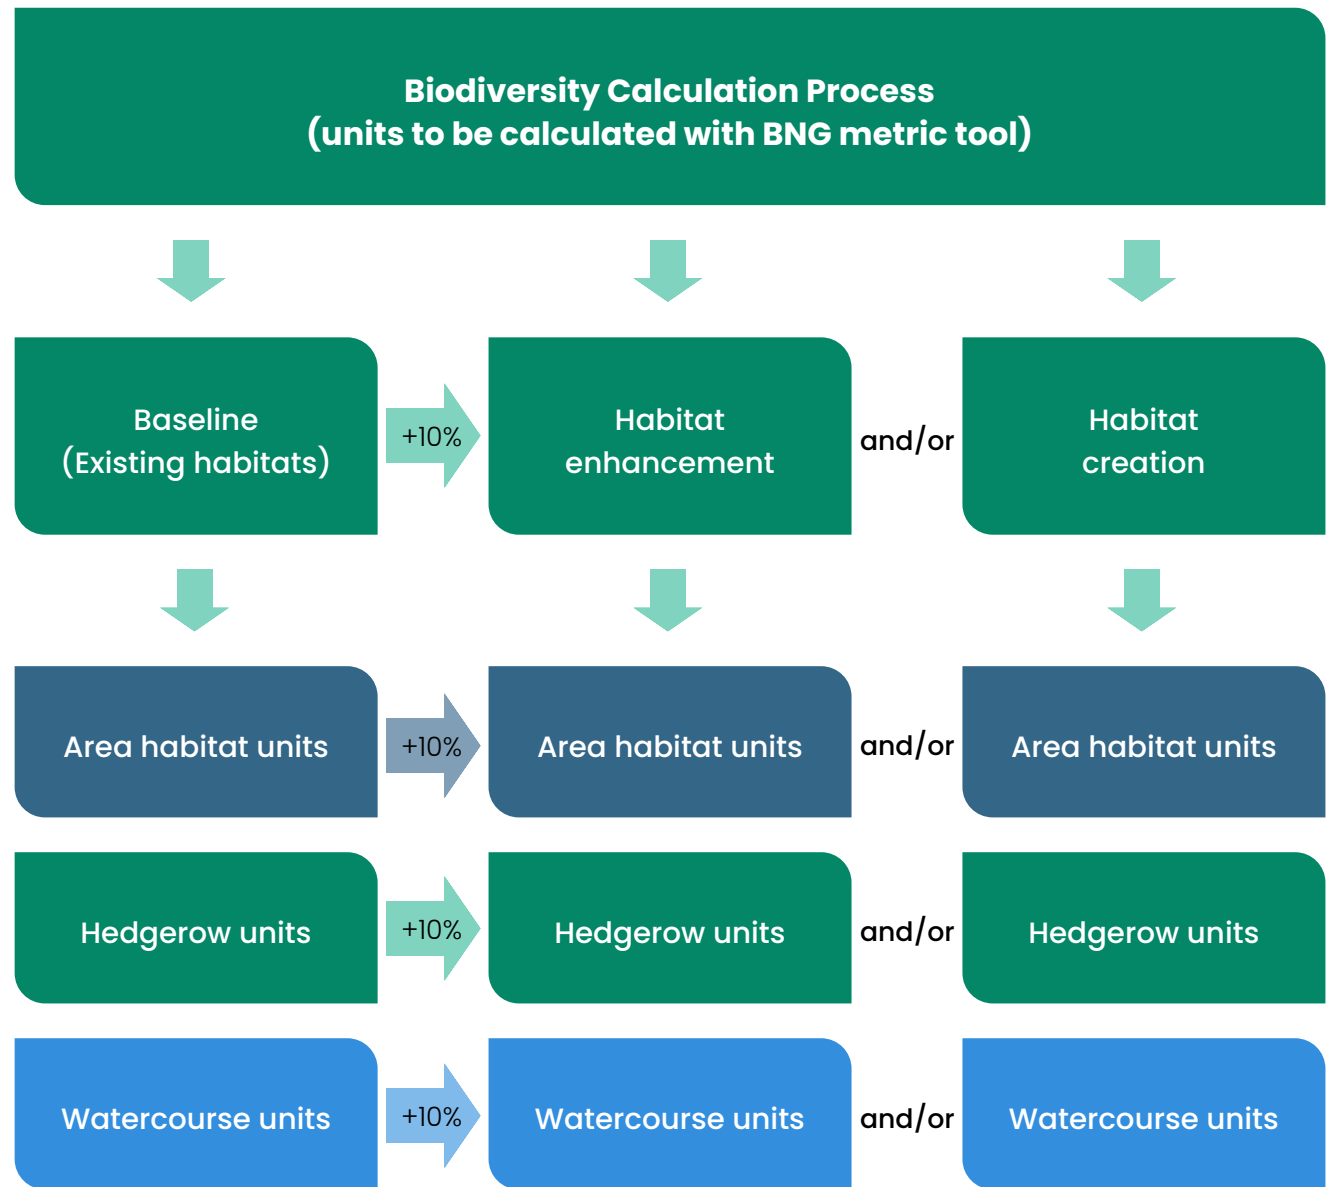 Biodiversity Calculation Process
(units to be calculated with BNG metric tool)
Baseline
(Existing habitats)
+10%
Habitat
enhancement
and/or
Habitat
creation
Area habitat units
+10%
Area habitat units
and/or
Area habitat units
Hedgerow units
+10%
Hedgerow units
and/or
Hedgerow units
Watercourse units
+10%
Watercourse units
and/or
Watercourse units